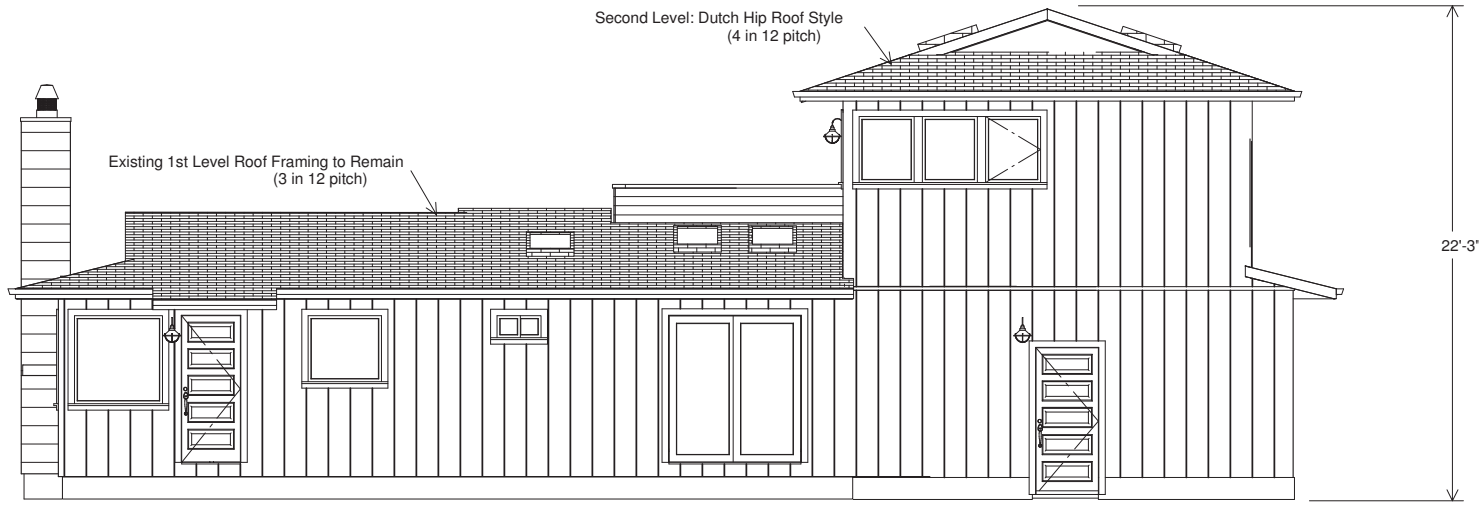 Second Level: Dutch Hip Roof Style
(4 in 12 pitch)
Existing 1st Level Roof Framing to Remain
(3 in 12 pitch)
22'-3"